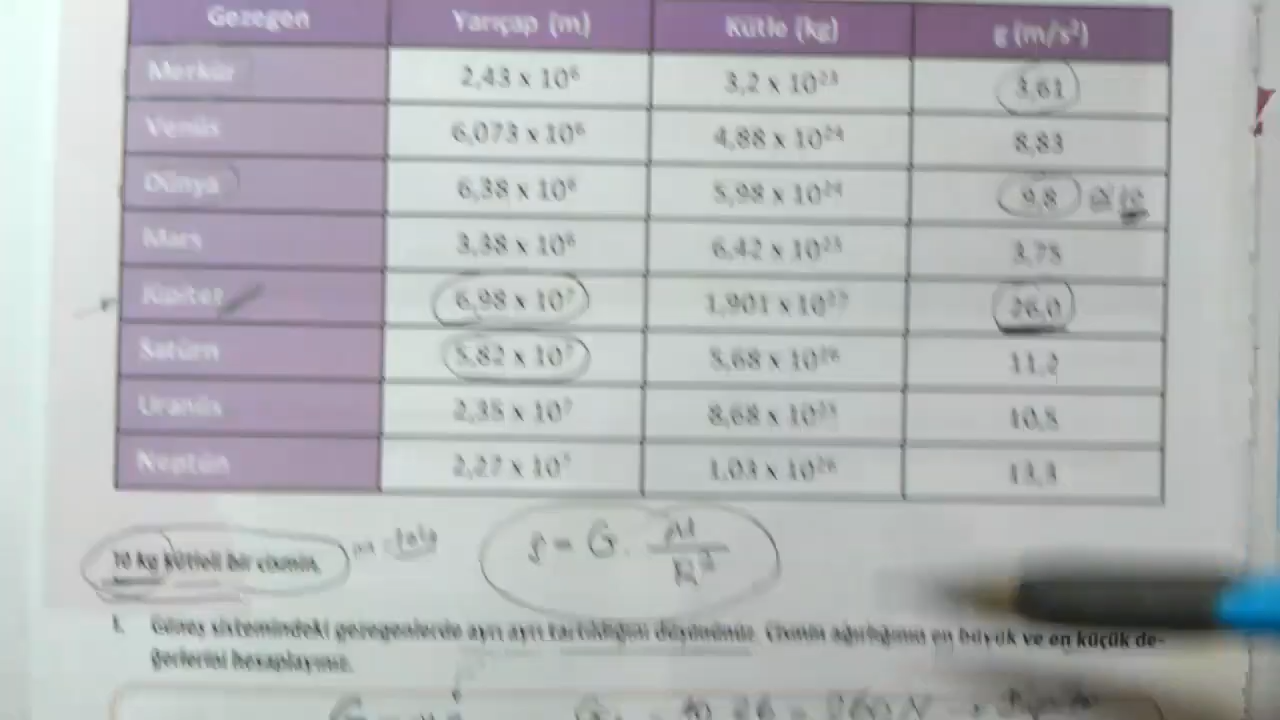 Gezegen Yarıçap (m) Kütle (kg) g (m/s²)
Merkür 2,43 x 10⁶ 3,2 x 10²³ 3,61
Venüs 6,073 x 10⁶ 4,88 x 10²⁴ 8,83
Dünya 6,38 x 10⁶ 5,98 x 10²⁴ 9,8 ≅ 10
Mars 3,38 x 10⁶ 6,42 x 10²³ 3,75
Jüpiter 6,98 x 10⁷ 1,901 x 10²⁷ 26,0
Satürn 5,82 x 10⁷ 5,68 x 10²⁶ 11,2
Uranüs 2,35 x 10⁷ 8,68 x 10²⁵ 10,5
Neptün 2,27 x 10⁷ 1,03 x 10²⁶ 13,3
10 kg kütleli bir cismin, g = G. M/R²
I. Güneş sistemindeki gezegenlerde ayrı ayrı tartıldığını düşününüz. Cismin ağırlığının en büyük ve en küçük de-
ğerlerini hesaplayınız.
= 10.26 = 260 N →